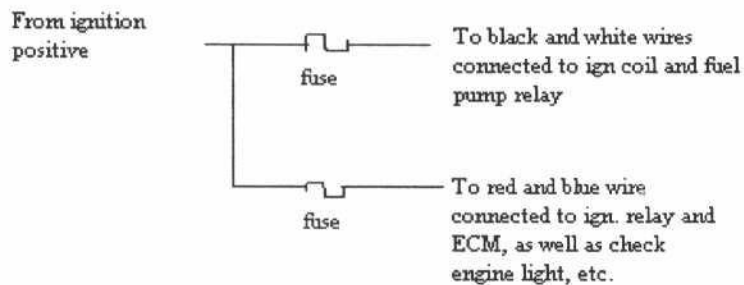 From ignition
positive
To black and white wires
connected to ign coil and fuel
pump relay
fuse
To red and blue wire
connected to ign. relay and
ECM, as well as check
engine light, etc.
fuse